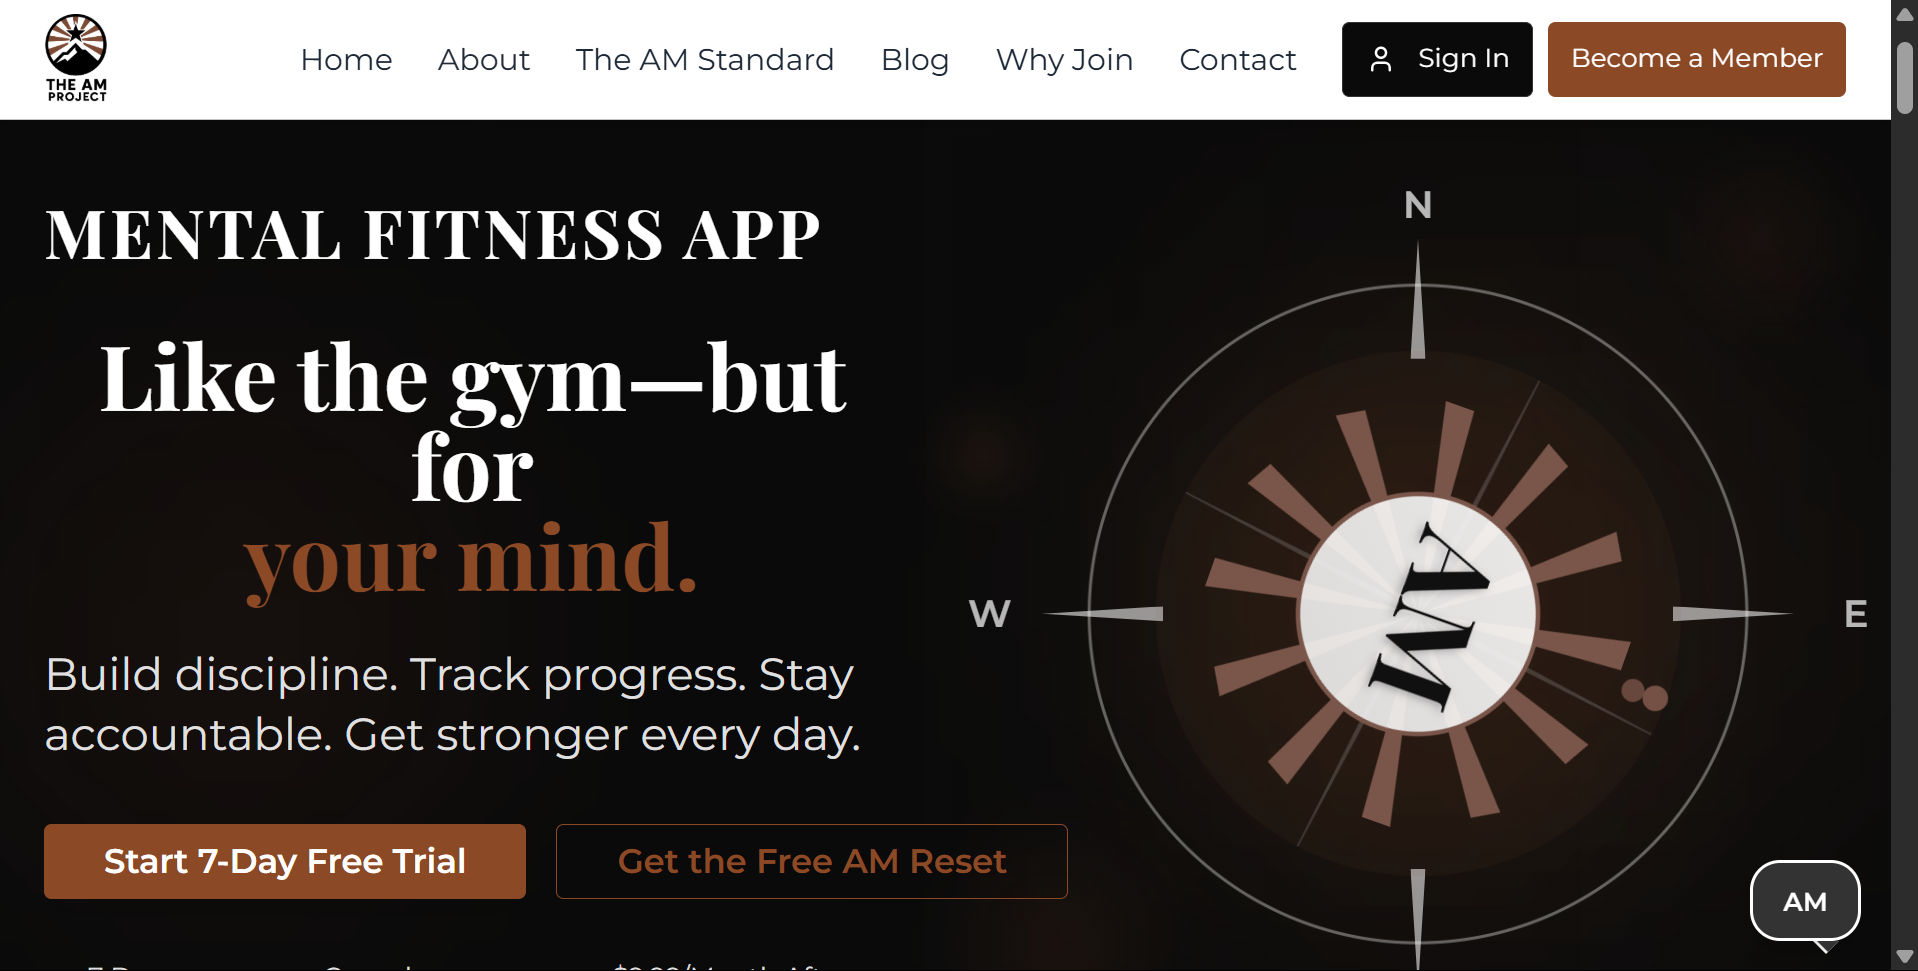 THE AM
PROJECT
Home
About
The AM Standard
Blog
Why Join
Contact
Sign In
Become a Member
MENTAL FITNESS APP
Like the gym—but
for
your mind.
Build discipline. Track progress. Stay
accountable. Get stronger every day.
Start 7-Day Free Trial
Get the Free AM Reset
N
W
E
AM
AM